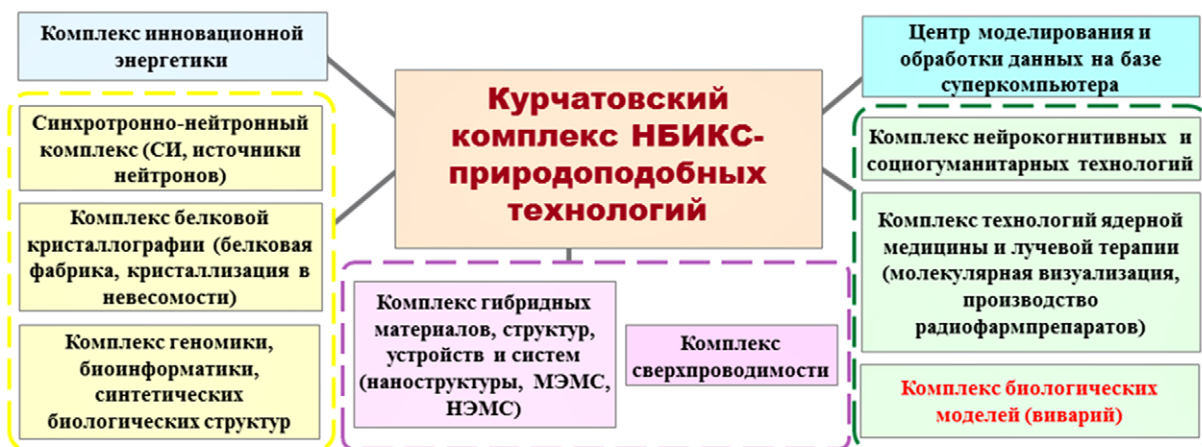 Комплекс инновационной
энергетики
Синхротронно-нейтронный
комплекс (СИ, источники
нейтронов)
Комплекс белковой
кристаллографии (белковая
фабрика, кристаллизация в
невесомости)
Комплекс геномики,
биоинформатики,
синтетических
биологических структур
Курчатовский
комплекс НБИКС-
природоподобных
технологий
Комплекс гибридных
материалов, структур,
устройств и систем
(наноструктуры, МЭМС,
НЭМС)
Комплекс
сверхпроводимости
Центр моделирования и
обработки данных на базе
суперкомпьютера
Комплекс нейрокогнитивных и
социогуманитарных технологий
Комплекс технологий ядерной
медицины и лучевой терапии
(молекулярная визуализация,
производство
радиофармпрепаратов)
Комплекс биологических
моделей (виварий)